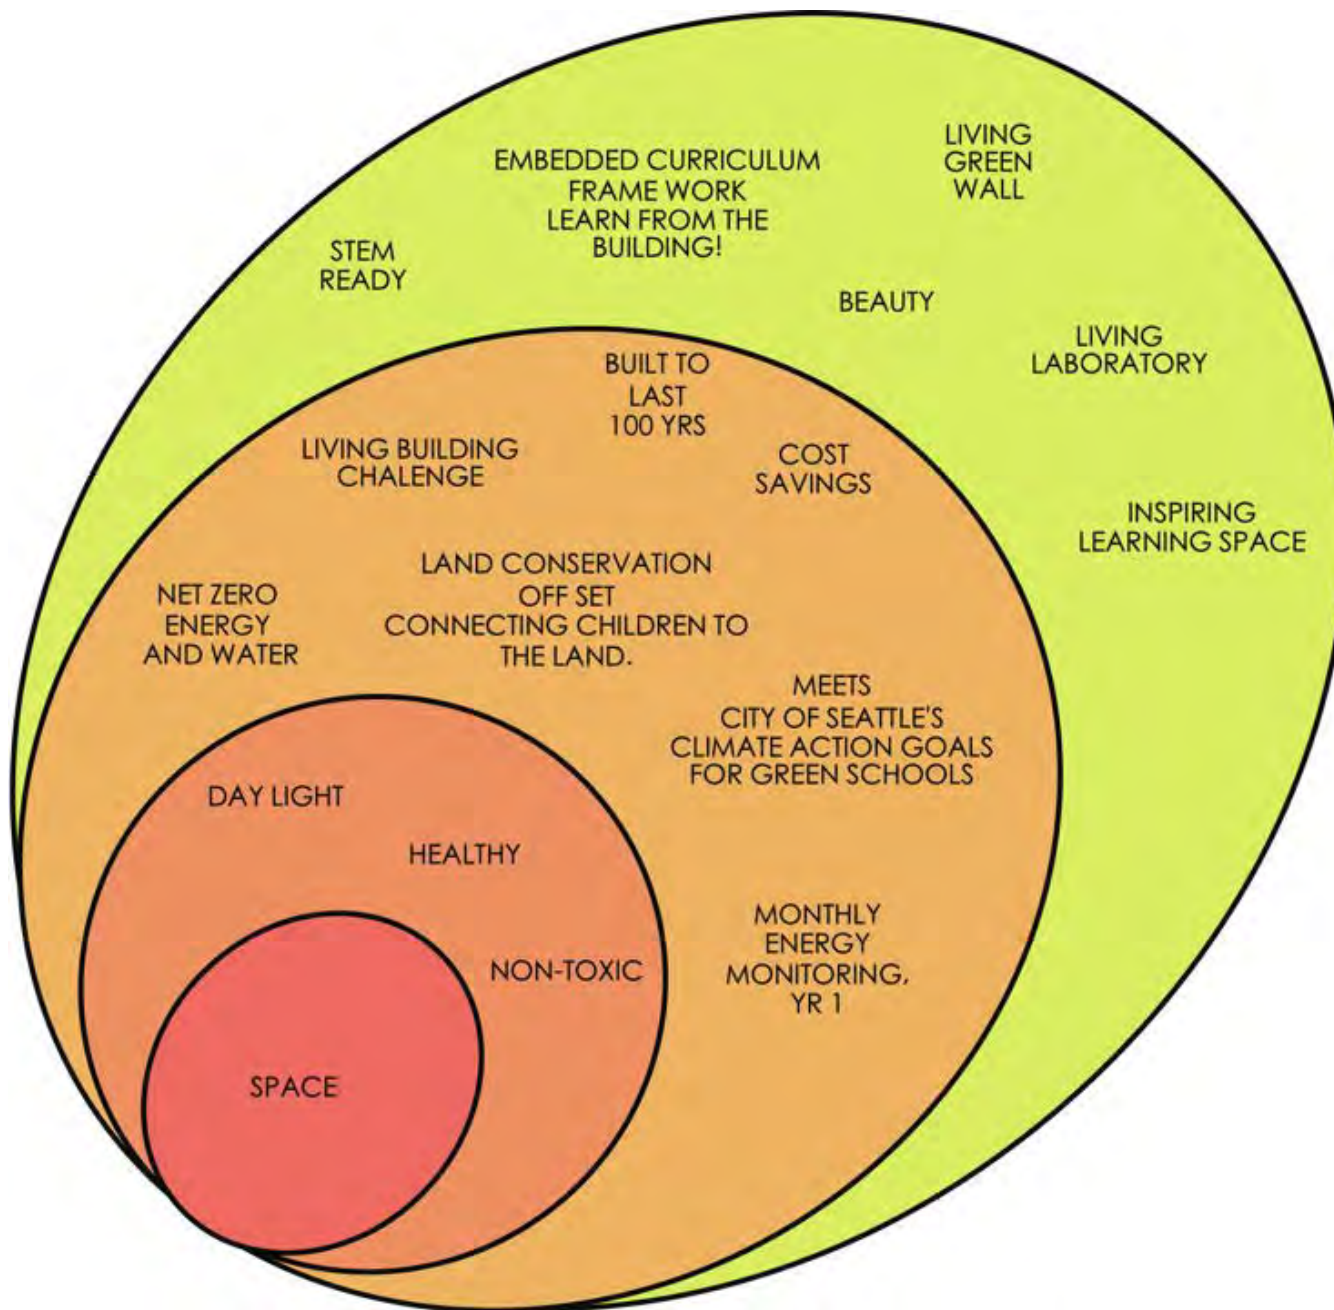 LIVING
GREEN
WALL
EMBEDDED CURRICULUM
FRAME WORK
LEARN FROM THE
BUILDING!
STEM
READY
BEAUTY
LIVING
LABORATORY
BUILT TO
LAST
100 YRS
LIVING BUILDING
CHALENGE
COST
SAVINGS
INSPIRING
LEARNING SPACE
LAND CONSERVATION
OFF SET
CONNECTING CHILDREN TO
THE LAND.
NET ZERO
ENERGY
AND WATER
MEETS
CITY OF SEATTLE'S
CLIMATE ACTION GOALS
FOR GREEN SCHOOLS
DAY LIGHT
HEALTHY
MONTHLY
ENERGY
MONITORING,
YR 1
NON-TOXIC
SPACE